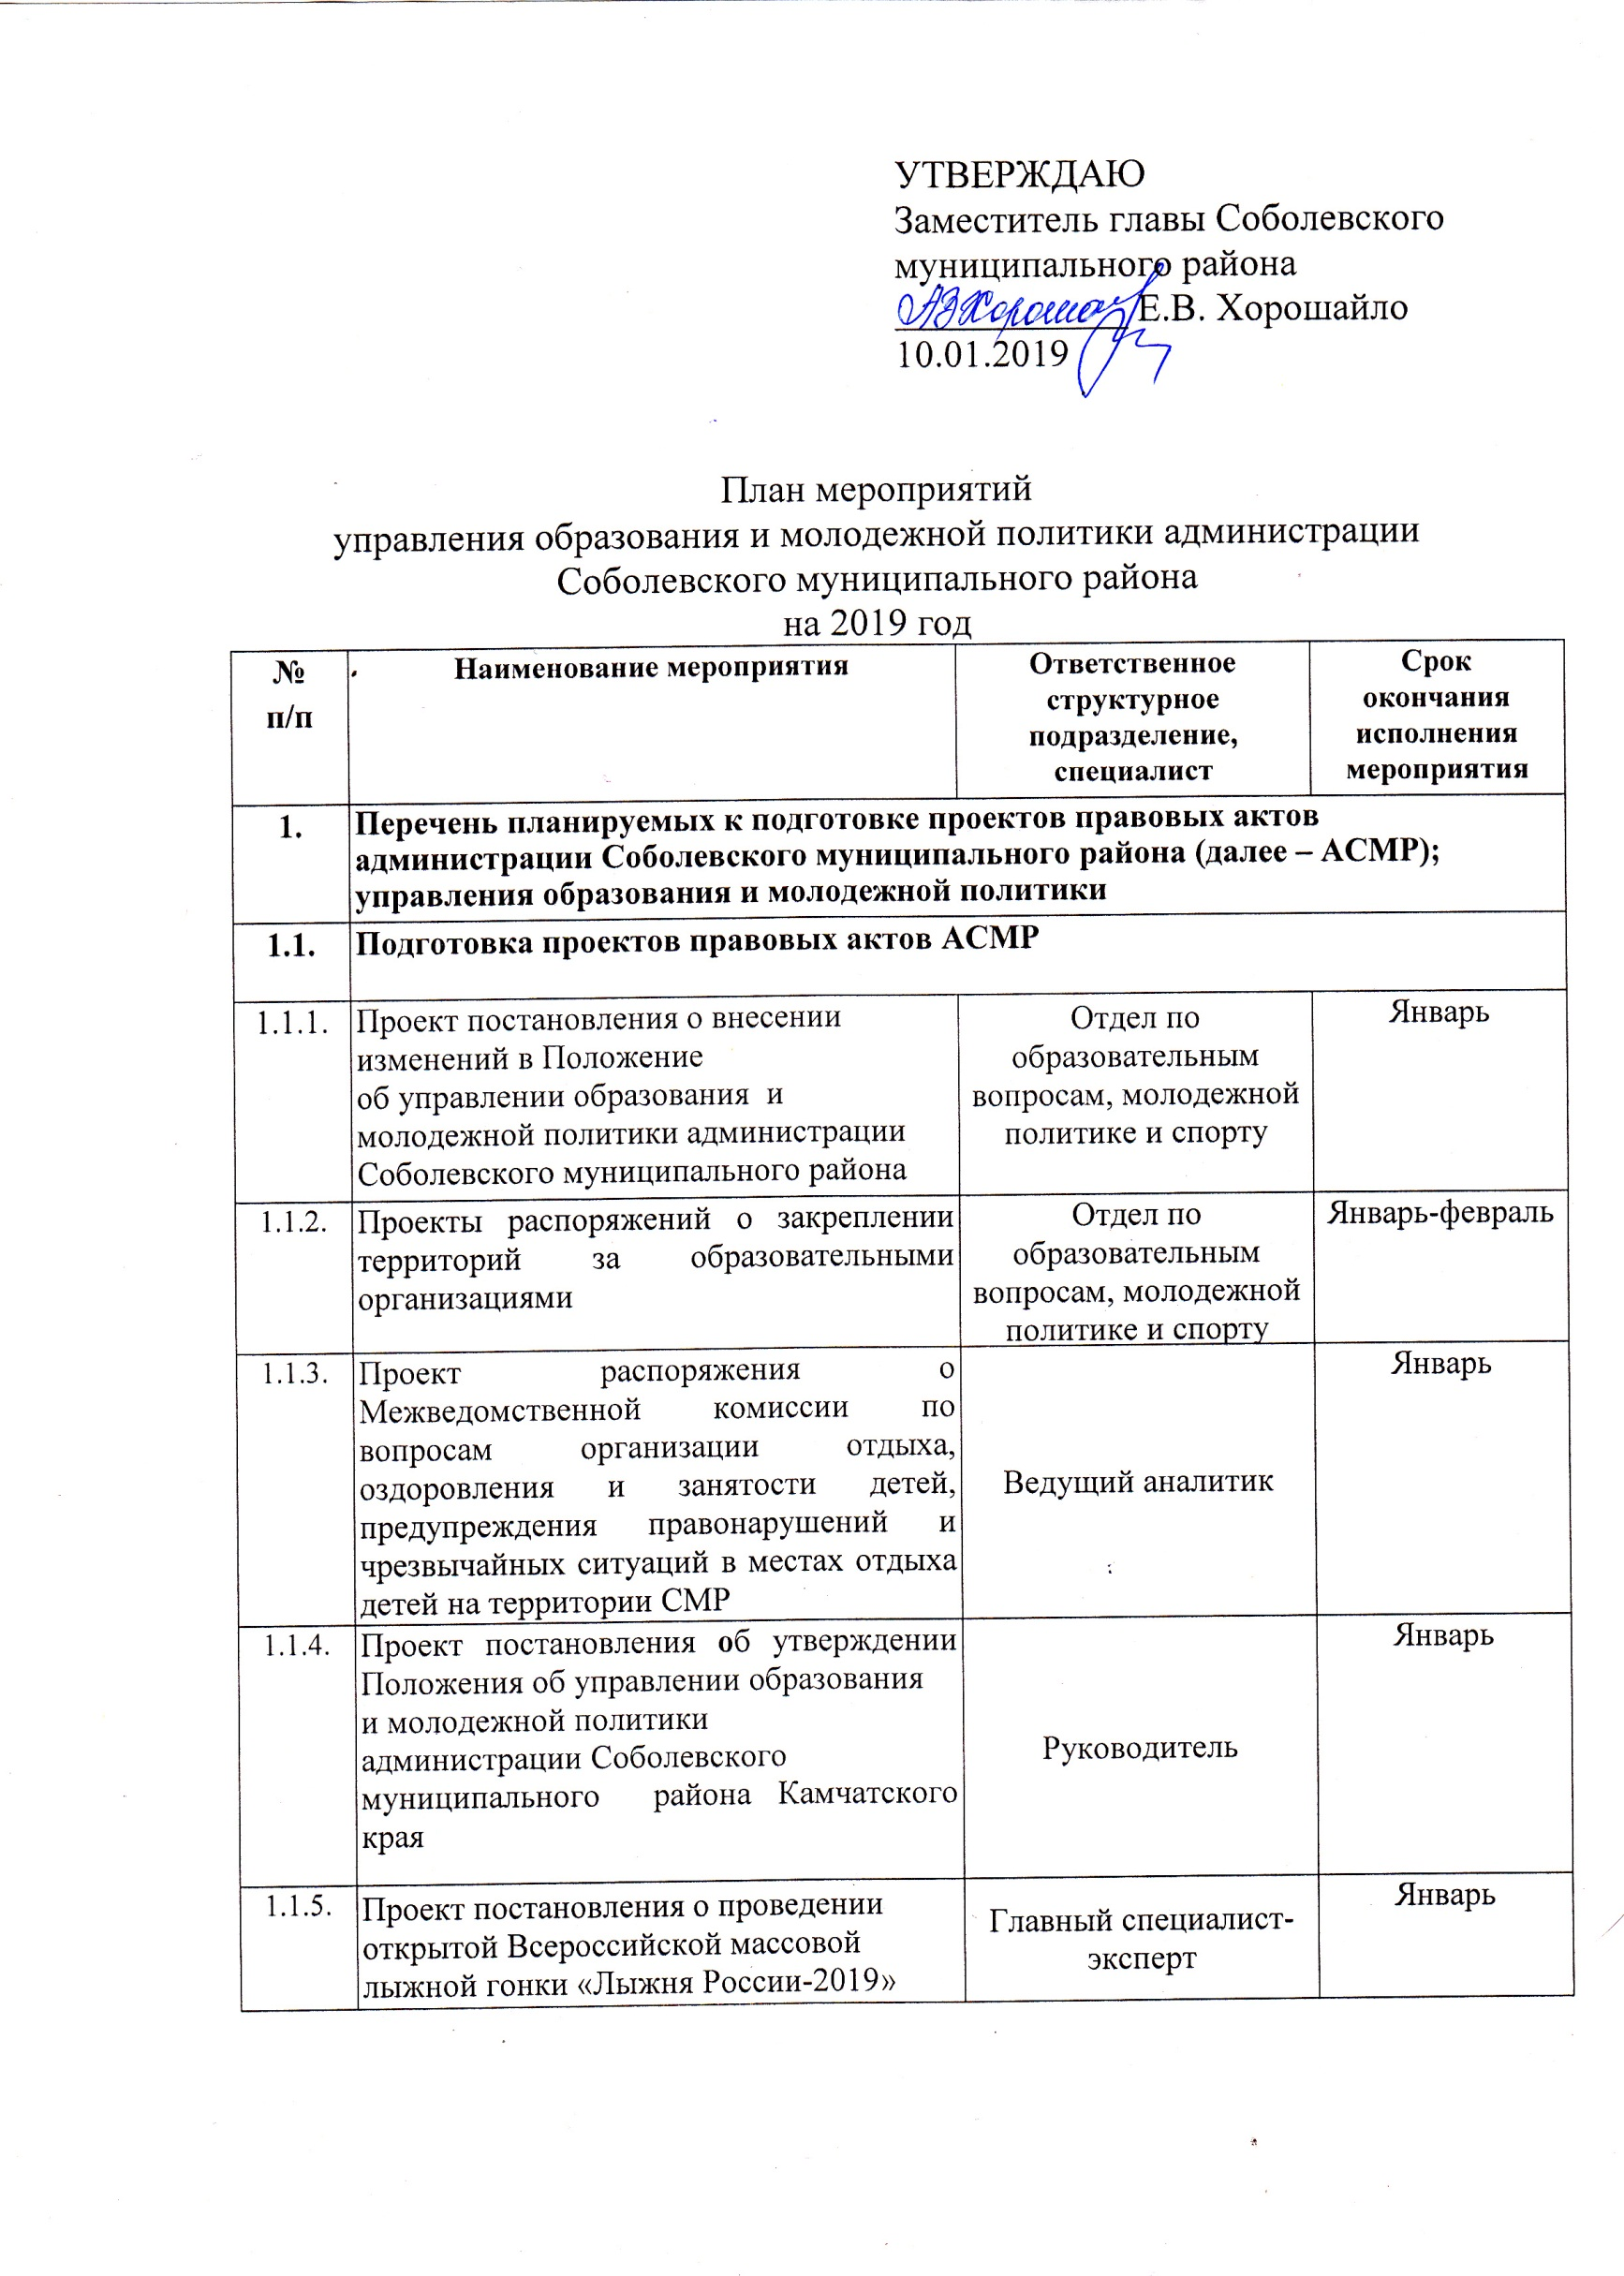 УТВЕРЖДАЮ
Заместитель главы Соболевского
муниципального района
Е.В. Хорошайло
10.01.2019
План мероприятий
управления образования и молодежной политики администрации
Соболевского муниципального района
на 2019 год
№
п/п
Наименование мероприятия
Ответственное
структурное
подразделение,
специалист
Срок
окончания
исполнения
мероприятия
1.
Перечень планируемых к подготовке проектов правовых актов
администрации Соболевского муниципального района (далее – АСМР);
управления образования и молодежной политики
1.1.
Подготовка проектов правовых актов АСМР
1.1.1.
Проект постановления о внесении
изменений в Положение
об управлении образования и
молодежной политики администрации
Соболевского муниципального района
Отдел по
образовательным
вопросам, молодежной
политике и спорту
Январь
1.1.2.
Проекты распоряжений о закреплении
территорий за образовательными
организациями
Отдел по
образовательным
вопросам, молодежной
политике и спорту
Январь-февраль
1.1.3.
Проект распоряжения о
Межведомственной комиссии по
вопросам организации отдыха,
оздоровления и занятости детей,
предупреждения правонарушений и
чрезвычайных ситуаций в местах отдыха
детей на территории СМР
Ведущий аналитик
Январь
1.1.4.
Проект постановления об утверждении
Положения об управлении образования
и молодежной политики
администрации Соболевского
муниципального района Камчатского
края
Руководитель
Январь
1.1.5.
Проект постановления о проведении
открытой Всероссийской массовой
лыжной гонки «Лыжня России-2019»
Главный специалист-
эксперт
Январь